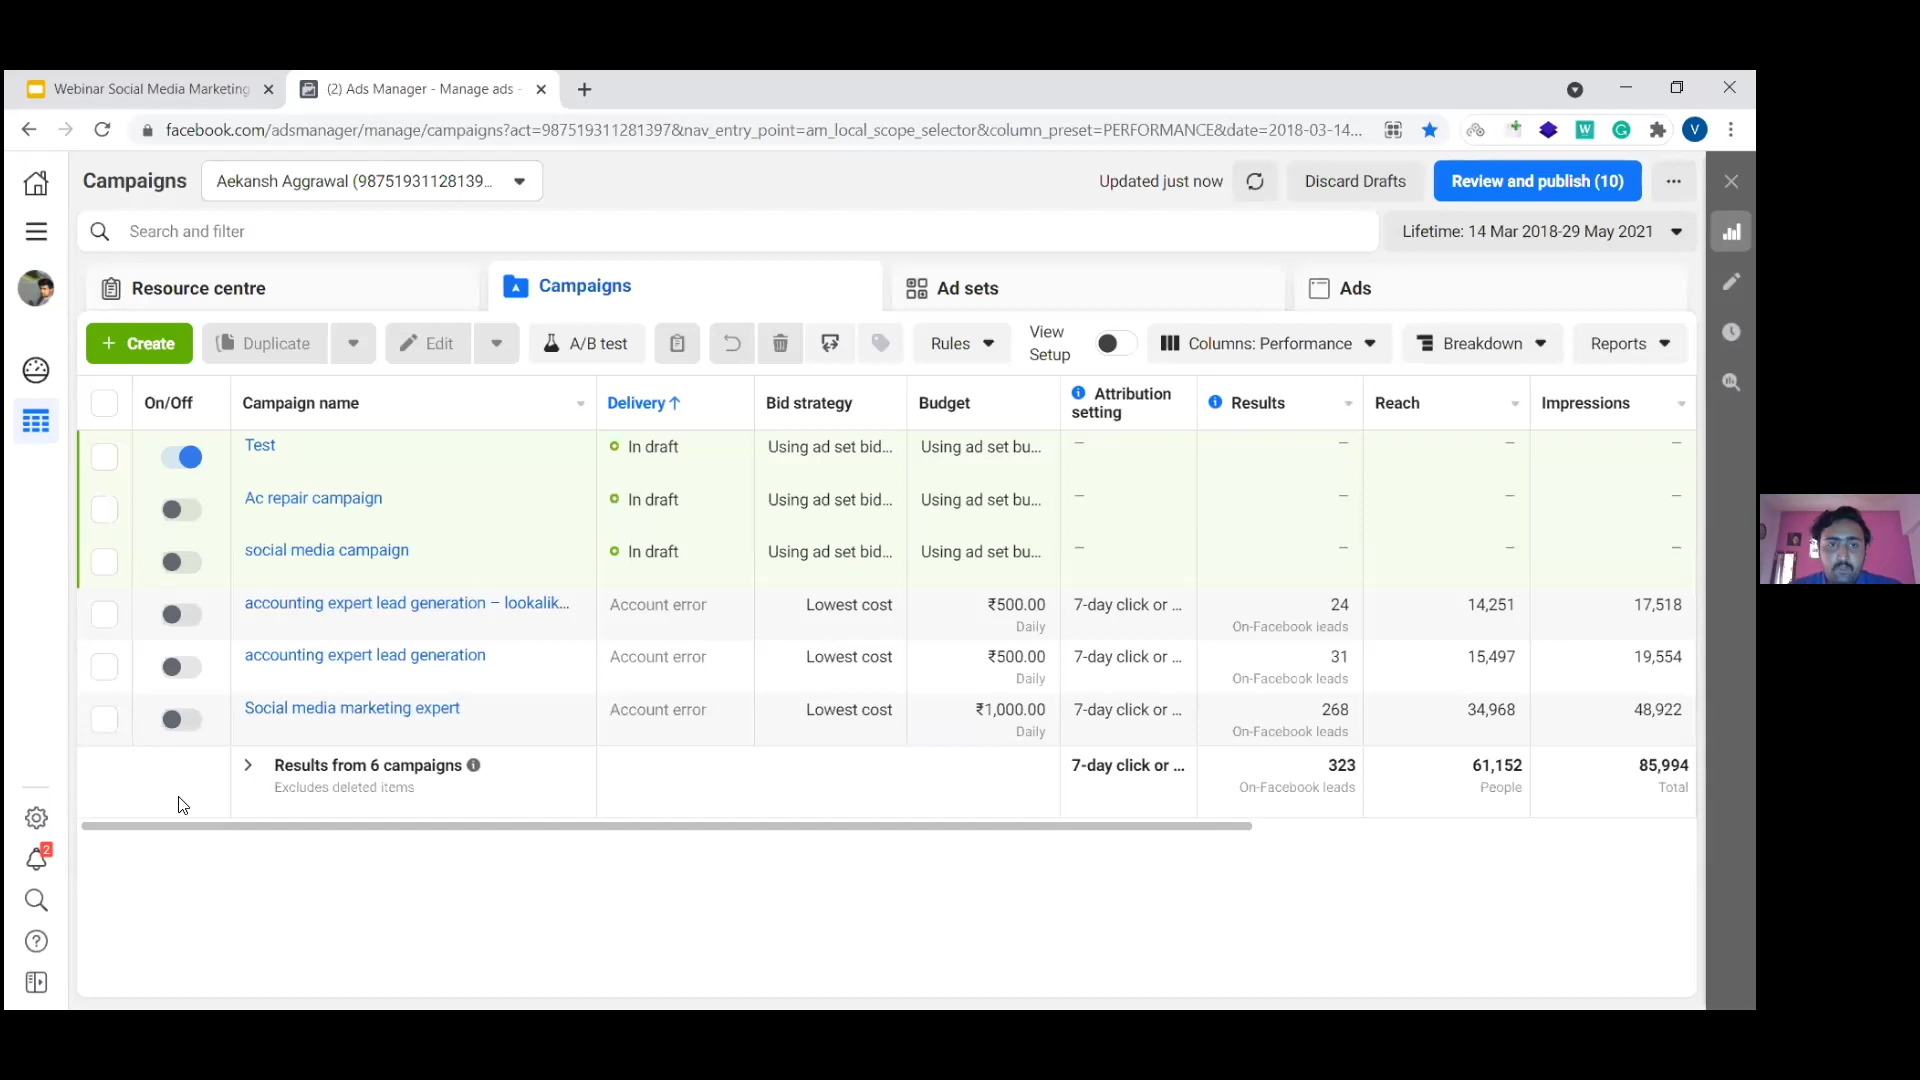 Webinar Social Media Marketing
(2) Ads Manager - Manage ads -
facebook.com/adsmanager/manage/campaigns?act=987519311281397&nav_entry_point=am_local_scope_selector&column_preset=PERFORMANCE&date=2018-03-14...
W
G
V
Campaigns
Aekansh Aggrawal (98751931128139...
Updated just now
Discard Drafts
Review and publish (10)
Search and filter
Lifetime: 14 Mar 2018-29 May 2021
Resource centre
Campaigns
Ad sets
Ads
+ Create
Duplicate
Edit
A/B test
Rules
View Setup
Columns: Performance
Breakdown
Reports
On/Off Campaign name Delivery↑ Bid strategy Budget Attribution setting Results Reach Impressions
Test In draft Using ad set bid... Using ad set bu... — — — —
Ac repair campaign In draft Using ad set bid... Using ad set bu... — — — —
social media campaign In draft Using ad set bid... Using ad set bu... — — — —
accounting expert lead generation – lookalik... Account error Lowest cost ₹500.00 7-day click or ... 24 14,251 17,518
Daily On-Facebook leads
accounting expert lead generation Account error Lowest cost ₹500.00 7-day click or ... 31 15,497 19,554
Daily On-Facebook leads
Social media marketing expert Account error Lowest cost ₹1,000.00 7-day click or ... 268 34,968 48,922
Daily On-Facebook leads
Results from 6 campaigns 7-day click or ... 323 61,152 85,994
Excludes deleted items On-Facebook leads People Total
2